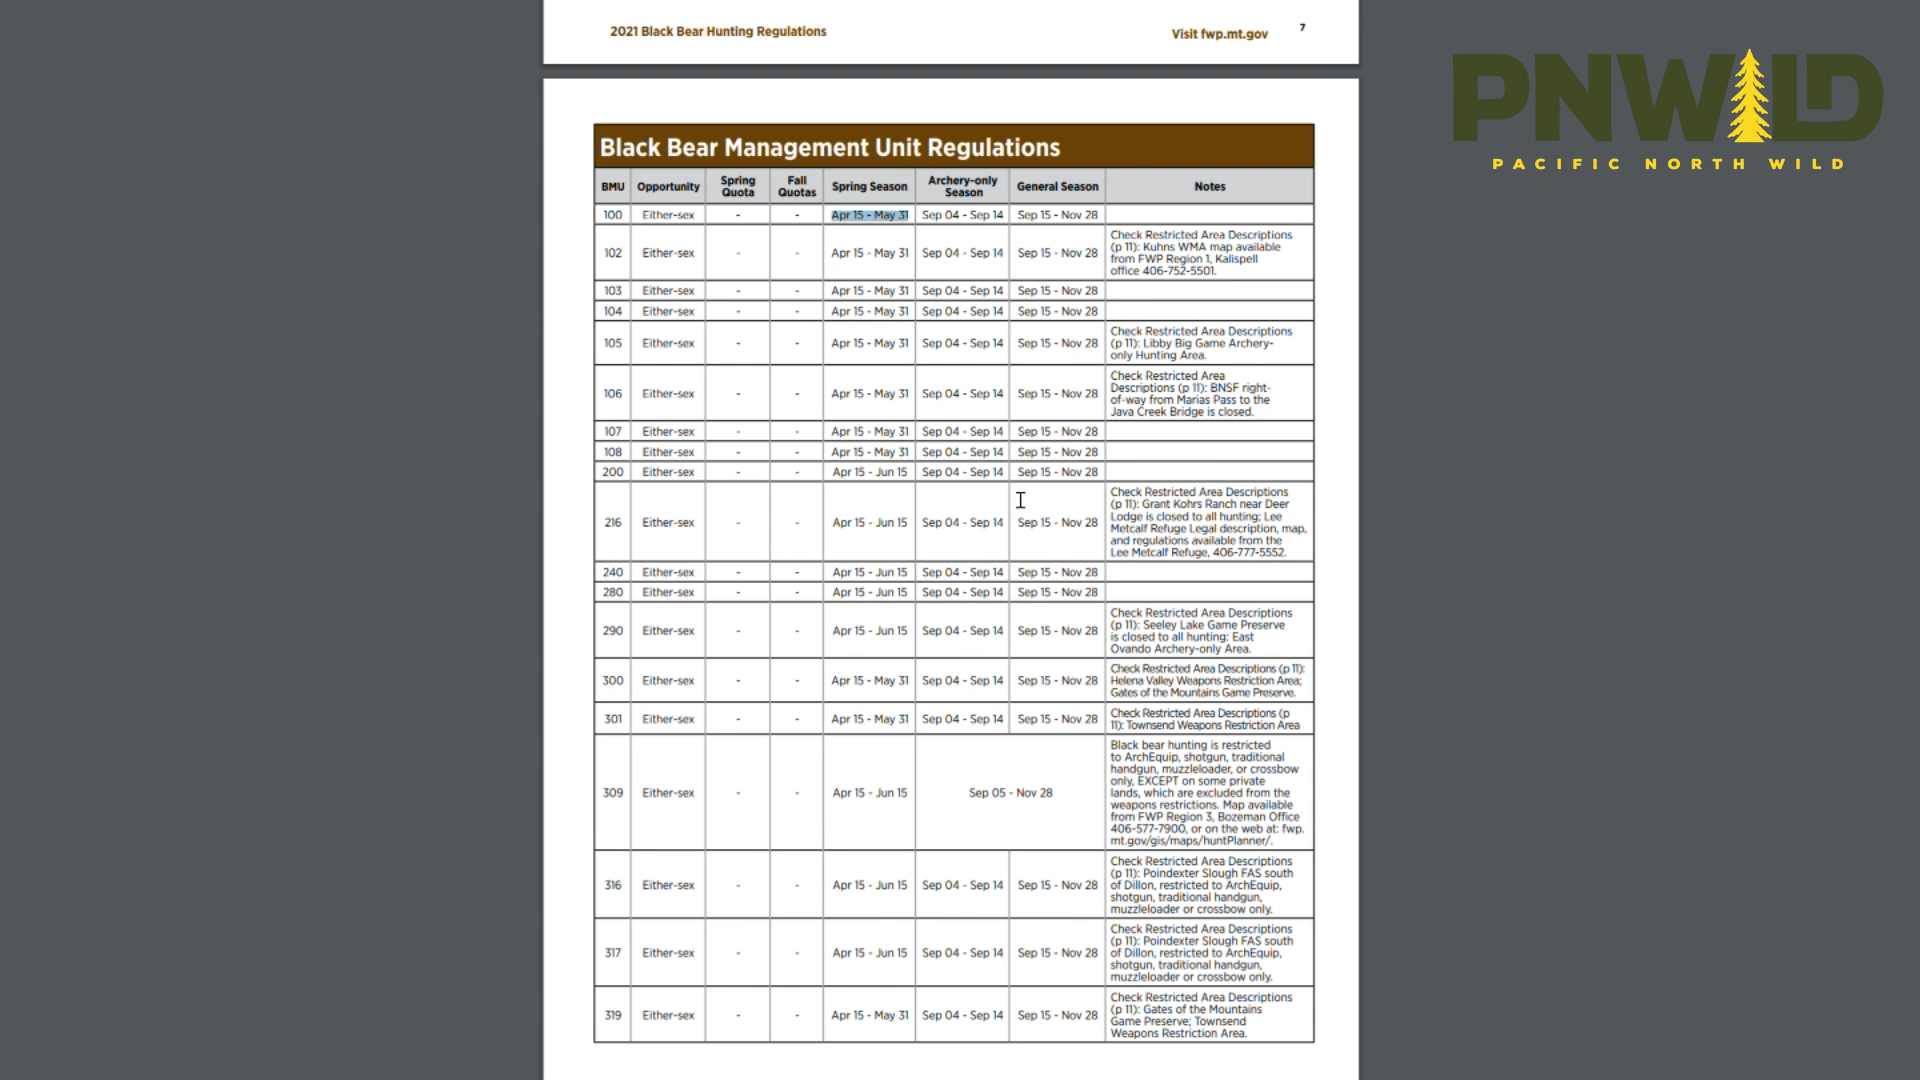 2021 Black Bear Hunting Regulations Visit fwp.mt.gov 7
PNWILD
PACIFIC NORTH WILD
Black Bear Management Unit Regulations
BMU Opportunity Spring Quota Fall Quotas Spring Season Archery-only Season General Season Notes
100 Either-sex - - Apr 15 - May 31 Sep 04 - Sep 14 Sep 15 - Nov 28
102 Either-sex - - Apr 15 - May 31 Sep 04 - Sep 14 Sep 15 - Nov 28
Check Restricted Area Descriptions
(p 11): Kuhns WMA map available
from FWP Region 1, Kalispell
office 406-752-5501.
103 Either-sex - - Apr 15 - May 31 Sep 04 - Sep 14 Sep 15 - Nov 28
104 Either-sex - - Apr 15 - May 31 Sep 04 - Sep 14 Sep 15 - Nov 28
105 Either-sex - - Apr 15 - May 31 Sep 04 - Sep 14 Sep 15 - Nov 28
Check Restricted Area Descriptions
(p 11): Libby Big Game Archery-
only Hunting Area.
106 Either-sex - - Apr 15 - May 31 Sep 04 - Sep 14 Sep 15 - Nov 28
Check Restricted Area
Descriptions (p 11): BNSF right-
of-way from Marias Pass to the
Java Creek Bridge is closed.
107 Either-sex - - Apr 15 - May 31 Sep 04 - Sep 14 Sep 15 - Nov 28
108 Either-sex - - Apr 15 - May 31 Sep 04 - Sep 14 Sep 15 - Nov 28
200 Either-sex - - Apr 15 - Jun 15 Sep 04 - Sep 14 Sep 15 - Nov 28
216 Either-sex - - Apr 15 - Jun 15 Sep 04 - Sep 14 Sep 15 - Nov 28
Check Restricted Area Descriptions
(p 11): Grant Kohrs Ranch near Deer
Lodge is closed to all hunting; Lee
Metcalf Refuge Legal description, map,
and regulations available from the
Lee Metcalf Refuge, 406-777-5552.
240 Either-sex - - Apr 15 - Jun 15 Sep 04 - Sep 14 Sep 15 - Nov 28
280 Either-sex - - Apr 15 - Jun 15 Sep 04 - Sep 14 Sep 15 - Nov 28
290 Either-sex - - Apr 15 - Jun 15 Sep 04 - Sep 14 Sep 15 - Nov 28
Check Restricted Area Descriptions
(p 11): Seeley Lake Game Preserve
is closed to all hunting: East
Ovando Archery-only Area.
300 Either-sex - - Apr 15 - May 31 Sep 04 - Sep 14 Sep 15 - Nov 28
Check Restricted Area Descriptions (p 11):
Helena Valley Weapons Restriction Area;
Gates of the Mountains Game Preserve.
301 Either-sex - - Apr 15 - May 31 Sep 04 - Sep 14 Sep 15 - Nov 28
Check Restricted Area Descriptions (p
11): Townsend Weapons Restriction Area
309 Either-sex - - Apr 15 - Jun 15 Sep 05 - Nov 28
Black bear hunting is restricted
to ArchEquip, shotgun, traditional
handgun, muzzleloader, or crossbow
only, EXCEPT on some private
lands, which are excluded from the
weapons restrictions. Map available
from FWP Region 3, Bozeman Office
406-577-7900, or on the web at: fwp.
mt.gov/gis/maps/huntPlanner/.
316 Either-sex - - Apr 15 - Jun 15 Sep 04 - Sep 14 Sep 15 - Nov 28
Check Restricted Area Descriptions
(p 11): Poindexter Slough FAS south
of Dillon, restricted to ArchEquip,
shotgun, traditional handgun,
muzzleloader or crossbow only.
317 Either-sex - - Apr 15 - Jun 15 Sep 04 - Sep 14 Sep 15 - Nov 28
Check Restricted Area Descriptions
(p 11): Poindexter Slough FAS south
of Dillon, restricted to ArchEquip,
shotgun, traditional handgun,
muzzleloader or crossbow only.
319 Either-sex - - Apr 15 - May 31 Sep 04 - Sep 14 Sep 15 - Nov 28
Check Restricted Area Descriptions
(p 11): Gates of the Mountains
Game Preserve; Townsend
Weapons Restriction Area.